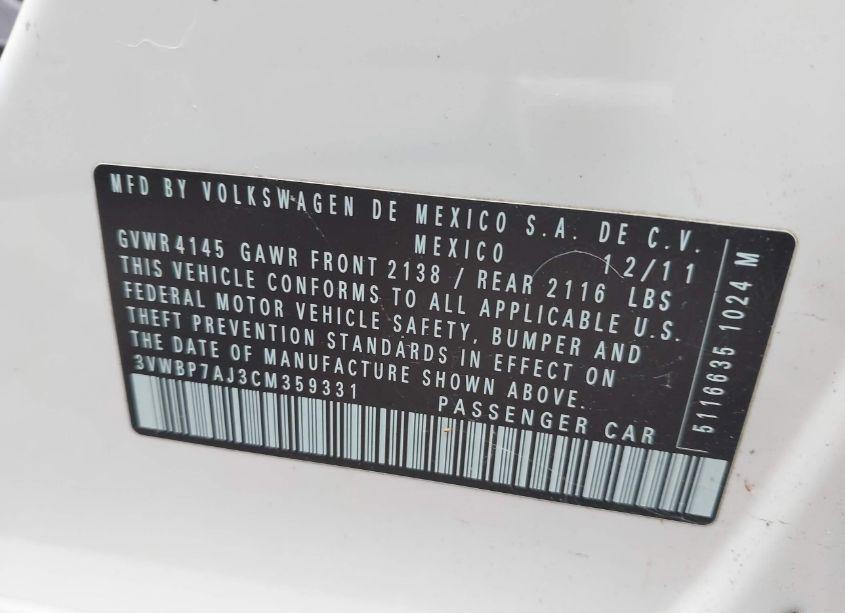 MFD BY VOLKSWAGEN DE MEXICO S.A. DE C.V.
MEXICO 12/11
GVWR4145 GAWR FRONT 2138 / REAR 2116 LBS
THIS VEHICLE CONFORMS TO ALL APPLICABLE U.S.
FEDERAL MOTOR VEHICLE SAFETY, BUMPER AND
THEFT PREVENTION STANDARDS IN EFFECT ON
THE DATE OF MANUFACTURE SHOWN ABOVE.
3VWBP7AJ3CM359331 PASSENGER CAR
5116635 1024 M